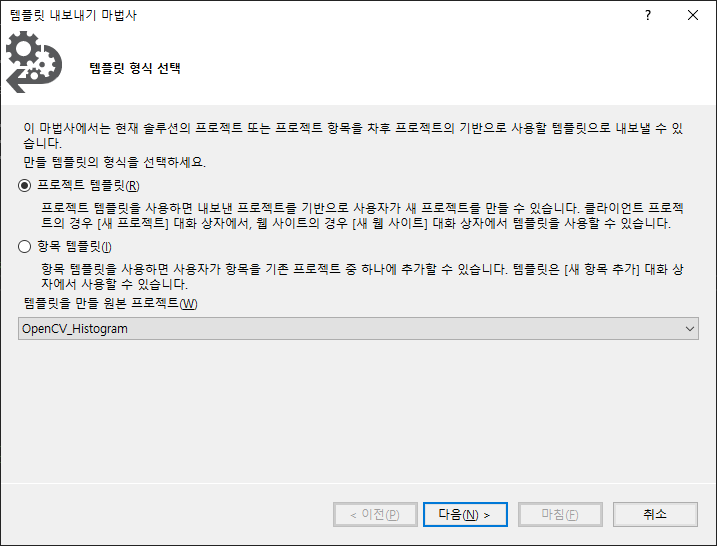 템플릿 내보내기 마법사
?
템플릿 형식 선택
이 마법사에서는 현재 솔루션의 프로젝트 또는 프로젝트 항목을 차후 프로젝트의 기반으로 사용할 템플릿으로 내보낼 수 있
습니다.
만들 템플릿의 형식을 선택하세요.
프로젝트 템플릿(R)
프로젝트 템플릿을 사용하면 내보낸 프로젝트를 기반으로 사용자가 새 프로젝트를 만들 수 있습니다. 클라이언트 프로젝
트의 경우 [새 프로젝트] 대화 상자에서, 웹 사이트의 경우 [새 웹 사이트] 대화 상자에서 템플릿을 사용할 수 있습니다.
항목 템플릿(I)
항목 템플릿을 사용하면 사용자가 항목을 기존 프로젝트 중 하나에 추가할 수 있습니다. 템플릿은 [새 항목 추가] 대화 상
자에서 사용할 수 있습니다.
템플릿을 만들 원본 프로젝트(W)
OpenCV_Histogram
< 이전(P) 다음(N) > 마침(F) 취소